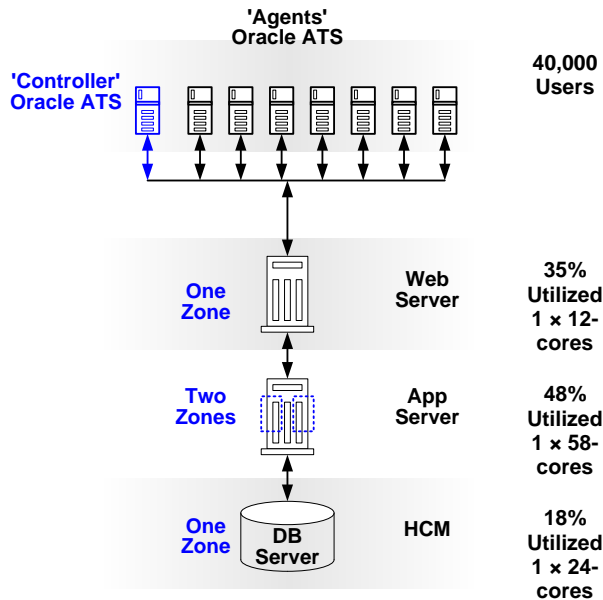 'Agents'
Oracle ATS
'Controller'
Oracle ATS
40,000
Users
One
Zone
Web
Server
35%
Utilized
1 × 12-
cores
Two
Zones
App
Server
48%
Utilized
1 × 58-
cores
One
Zone
DB
Server
HCM
18%
Utilized
1 × 24-
cores